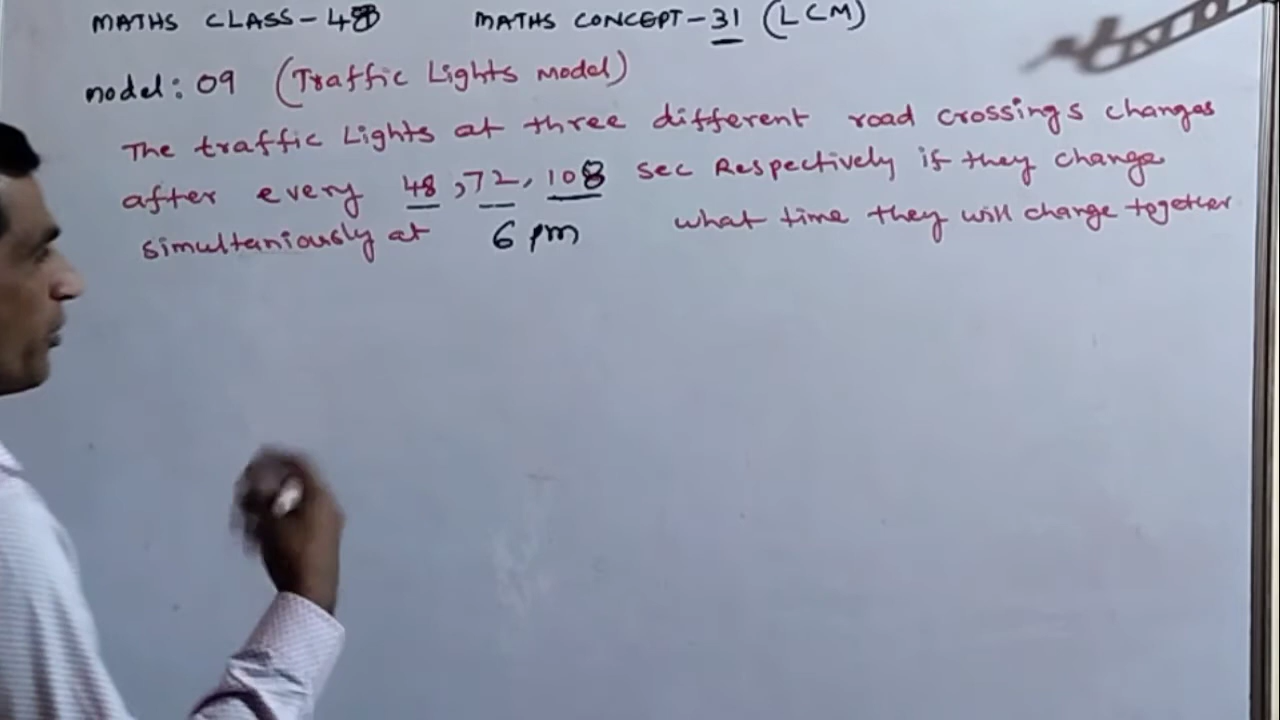 MATHS CLASS-48 MATHS CONCEPT-31 (LCM)
model: 09 (Traffic Lights model)
The traffic Lights at three different road crossings changes
after every 48, 72, 108 sec Respectively if they change
simultaniously at 6 pm what time they will change together